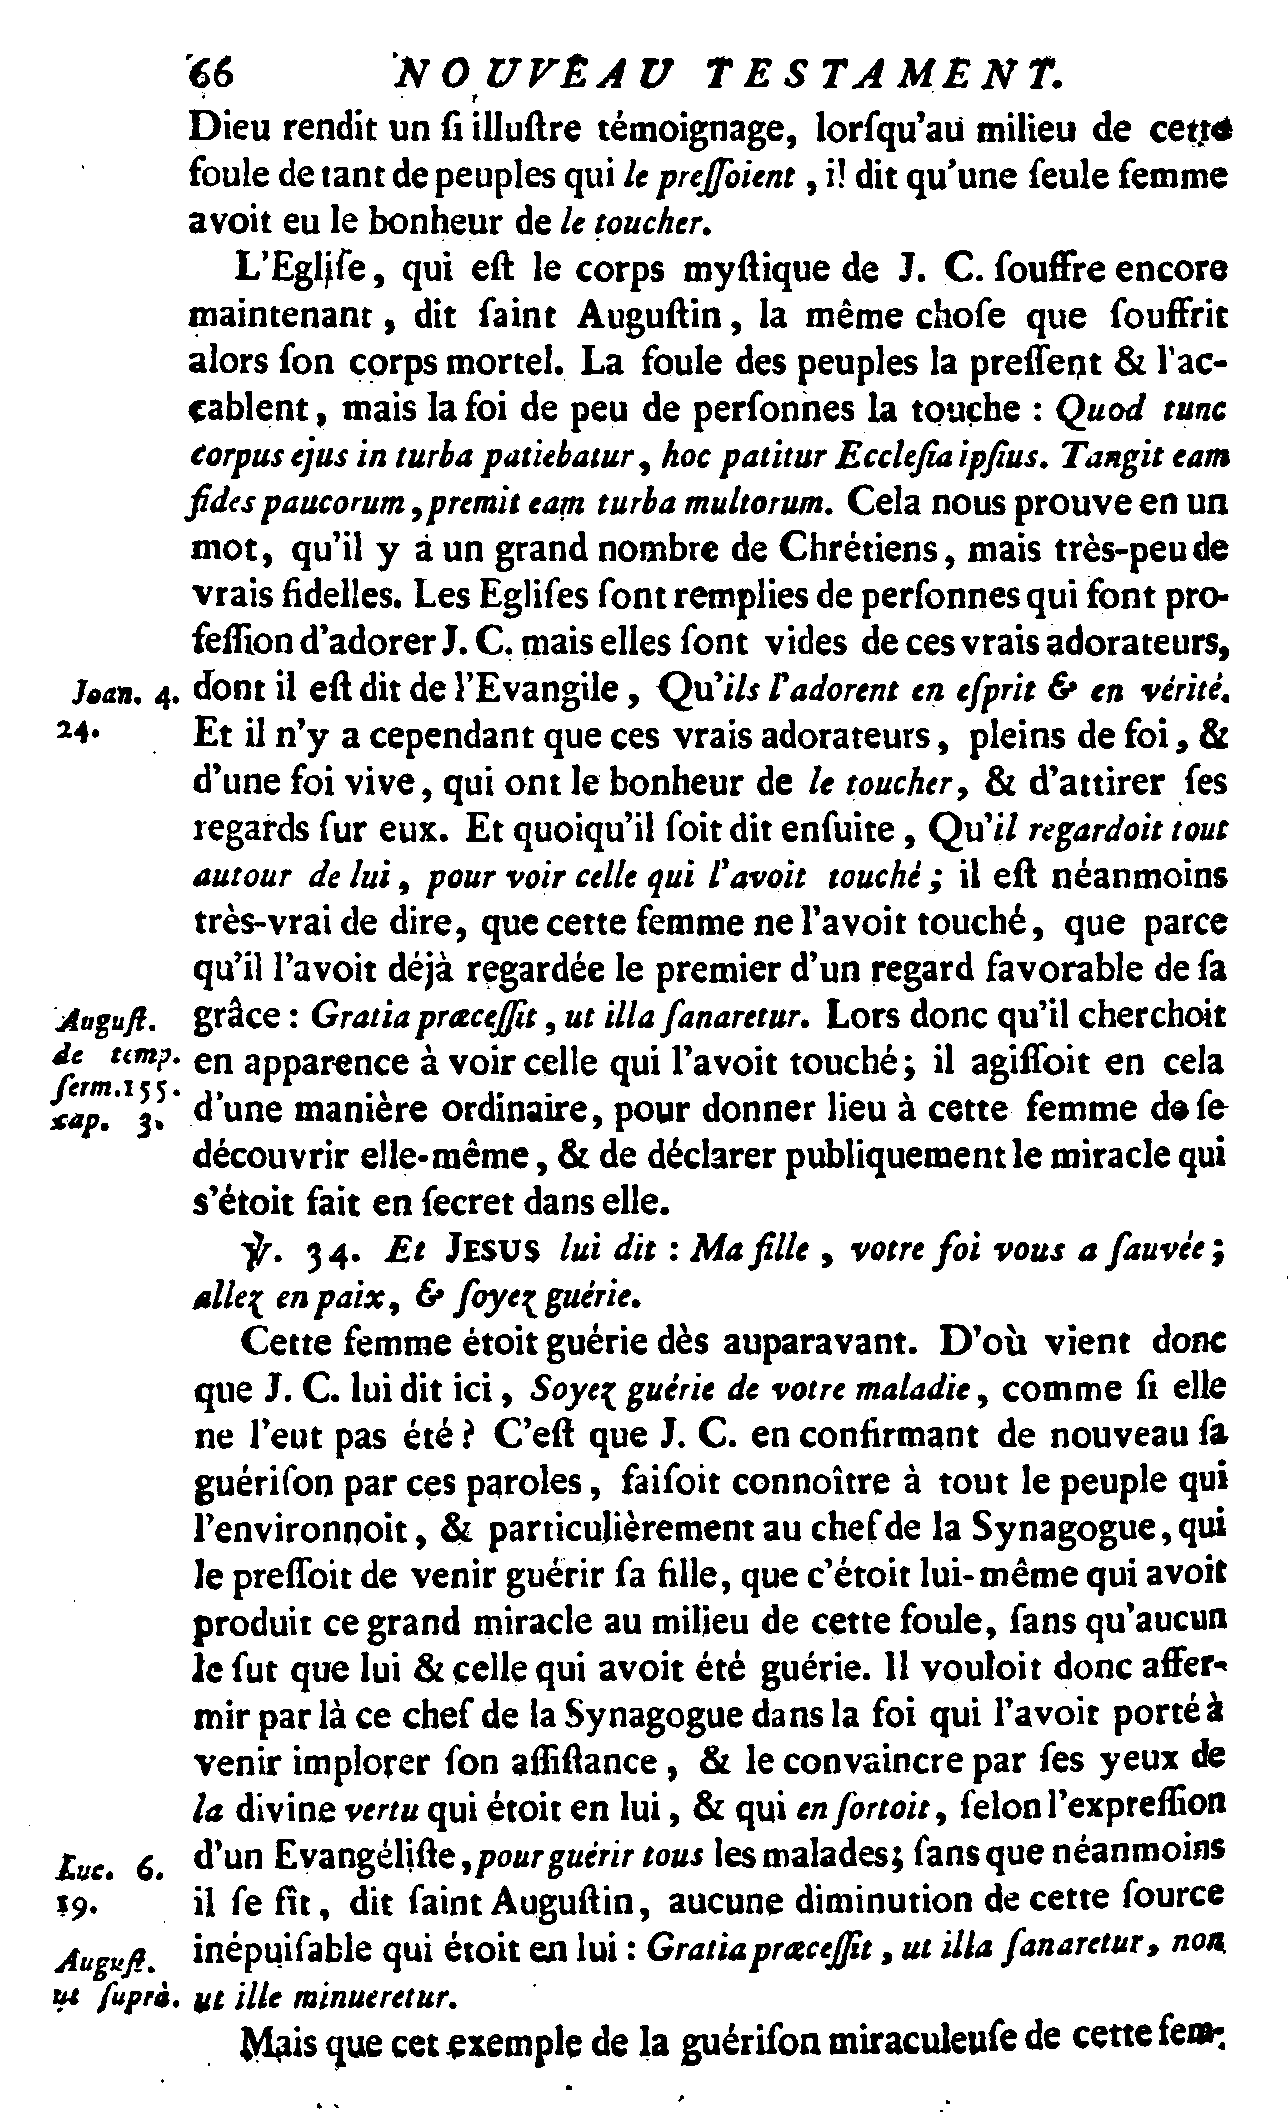 66 NOUVEAU TESTAMENT.
Dieu rendit un ſi illuſtre témoignage, lorſqu'au milieu de cette
foule de tant de peuples qui le preſſoient, il dit qu'une ſeule femme
avoit eu le bonheur de le toucher.
L'Egliſe, qui eſt le corps myſtique de J. C. ſouffre encore
maintenant, dit ſaint Auguſtin, la même choſe que ſouffrit
alors ſon corps mortel. La foule des peuples la preſſent & l'ac-
cablent, mais la foi de peu de perſonnes la touche : Quod tunc
corpus ejus in turba patiebatur, hoc patitur Eccleſia ipſius. Tangit eam
fides paucorum, premit eam turba multorum. Cela nous prouve en un
mot, qu'il y a un grand nombre de Chrétiens, mais très-peu de
vrais fidelles. Les Egliſes ſont remplies de perſonnes qui font pro-
feſſion d'adorer J. C. mais elles ſont vides de ces vrais adorateurs,
Joan. 4. dont il eſt dit de l'Evangile, Qu'ils l'adorent en eſprit & en vérité.
24. Et il n'y a cependant que ces vrais adorateurs, pleins de foi, &
d'une foi vive, qui ont le bonheur de le toucher, & d'attirer ſes
regards ſur eux. Et quoiqu'il ſoit dit enſuite, Qu'il regardoit tout
autour de lui, pour voir celle qui l'avoit touché; il eſt néanmoins
très-vrai de dire, que cette femme ne l'avoit touché, que parce
qu'il l'avoit déjà regardée le premier d'un regard favorable de ſa
Auguſt. grâce : Gratia præceſſit, ut illa ſanaretur. Lors donc qu'il cherchoit
de temp. en apparence à voir celle qui l'avoit touché; il agiſſoit en cela
ſerm. 155. d'une manière ordinaire, pour donner lieu à cette femme de ſe
cap. 3. découvrir elle-même, & de déclarer publiquement le miracle qui
s'étoit fait en ſecret dans elle.
℣. 34. Et JESUS lui dit : Ma fille, votre foi vous a ſauvée;
allez en paix, & ſoyez guérie.
Cette femme étoit guérie dès auparavant. D'où vient donc
que J. C. lui dit ici, Soyez guérie de votre maladie, comme ſi elle
ne l'eut pas été? C'eſt que J. C. en confirmant de nouveau ſa
guériſon par ces paroles, faiſoit connoître à tout le peuple qui
l'environnoit, & particulièrement au chef de la Synagogue, qui
le preſſoit de venir guérir ſa fille, que c'étoit lui-même qui avoit
produit ce grand miracle au milieu de cette foule, ſans qu'aucun
le ſut que lui & celle qui avoit été guérie. Il vouloit donc affer-
mir par là ce chef de la Synagogue dans la foi qui l'avoit porté à
venir implorer ſon aſſiſtance, & le convaincre par ſes yeux de
la divine vertu qui étoit en lui, & qui en ſortoit, ſelon l'expreſſion
Luc. 6. d'un Evangéliſte, pour guérir tous les malades; ſans que néanmoins
19. il ſe fît, dit ſaint Auguſtin, aucune diminution de cette ſource
Auguſt. inépuiſable qui étoit en lui : Gratia præceſſit, ut illa ſanaretur, non
ut ſuprà. ut ille minueretur.
Mais que cet exemple de la guériſon miraculeuſe de cette fem-